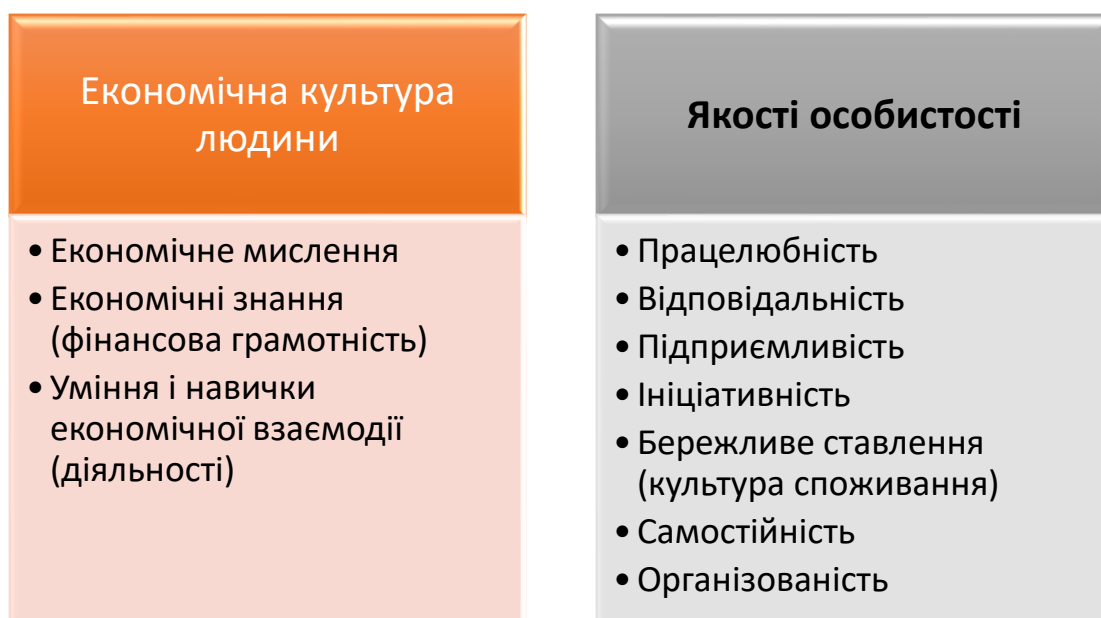 Економічна культура
людини
• Економічне мислення
• Економічні знання
(фінансова грамотність)
• Уміння і навички
економічної взаємодії
(діяльності)
Якості особистості
• Працелюбність
• Відповідальність
• Підприємливість
• Ініціативність
• Бережливе ставлення
(культура споживання)
• Самостійність
• Організованість